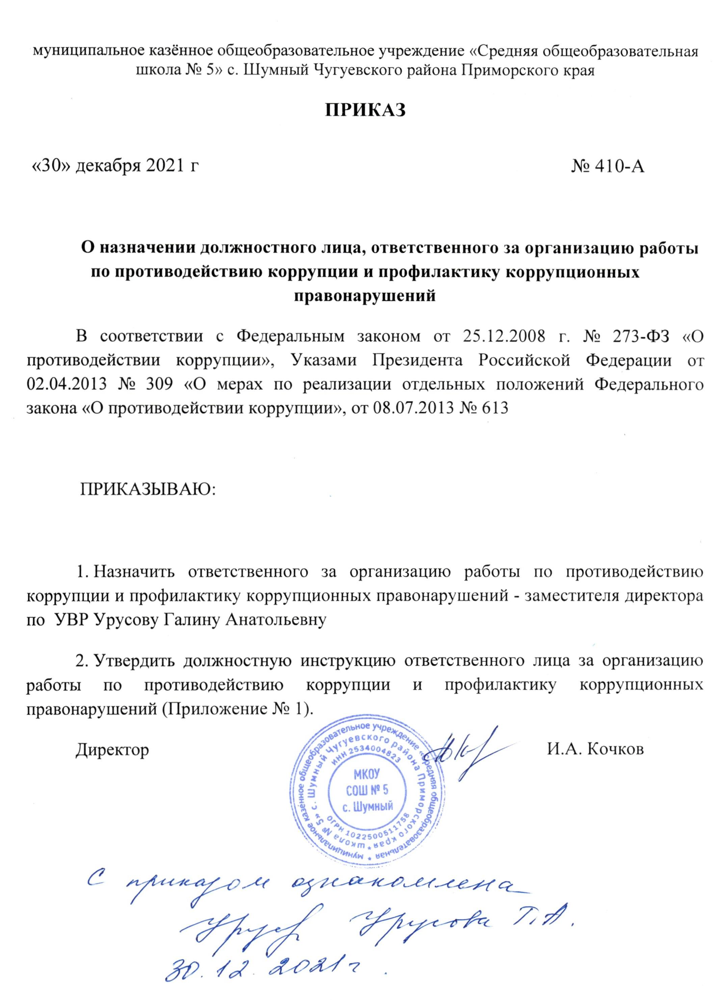 муниципальное казённое общеобразовательное учреждение «Средняя общеобразовательная
школа № 5» с. Шумный Чугуевского района Приморского края
ПРИКАЗ
«30» декабря 2021 г № 410-А
О назначении должностного лица, ответственного за организацию работы
по противодействию коррупции и профилактику коррупционных
правонарушений
В соответствии с Федеральным законом от 25.12.2008 г. № 273-ФЗ «О
противодействии коррупции», Указами Президента Российской Федерации от
02.04.2013 № 309 «О мерах по реализации отдельных положений Федерального
закона «О противодействии коррупции», от 08.07.2013 № 613
ПРИКАЗЫВАЮ:
1. Назначить ответственного за организацию работы по противодействию
коррупции и профилактику коррупционных правонарушений - заместителя директора
по УВР Урусову Галину Анатольевну
2. Утвердить должностную инструкцию ответственного лица за организацию
работы по противодействию коррупции и профилактику коррупционных
правонарушений (Приложение № 1).
Директор И.А. Кочков
муниципальное казённое общеобразовательное учреждение «Средняя общеобразовательная
школа № 5» с. Шумный Чугуевского района Приморского края
ИНН 2534004823
МКОУ
СОШ № 5
с. Шумный
ОГРН 1022500511758
С приказом ознакомлена
Урусова Г.А.
30.12.2021г.